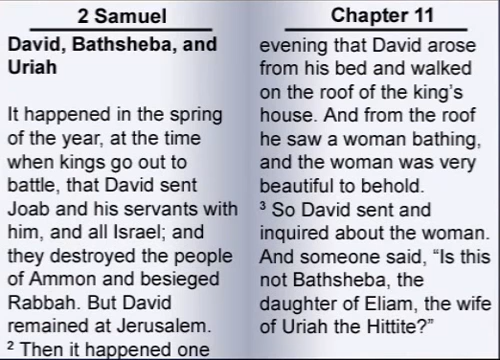 2 Samuel
David, Bathsheba, and
Uriah
It happened in the spring
of the year, at the time
when kings go out to
battle, that David sent
Joab and his servants with
him, and all Israel; and
they destroyed the people
of Ammon and besieged
Rabbah. But David
remained at Jerusalem.
² Then it happened one
Chapter 11
evening that David arose
from his bed and walked
on the roof of the king’s
house. And from the roof
he saw a woman bathing,
and the woman was very
beautiful to behold.
³ So David sent and
inquired about the woman.
And someone said, “Is this
not Bathsheba, the
daughter of Eliam, the wife
of Uriah the Hittite?”